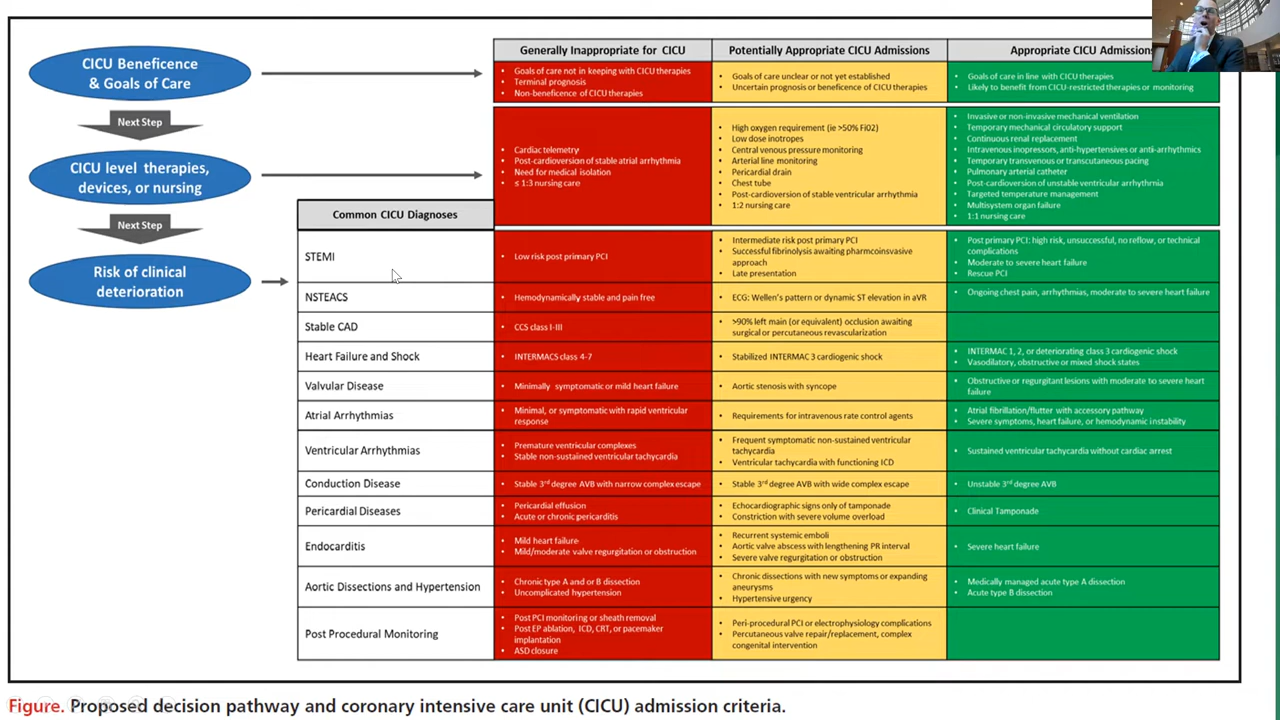 CICU Beneficence
& Goals of Care
Next Step
CICU level therapies,
devices, or nursing
Next Step
Risk of clinical
deterioration
Generally Inappropriate for CICU
Potentially Appropriate CICU Admissions
Appropriate CICU Admissions
• Goals of care not in keeping with CICU therapies
• Terminal prognosis
• Non-beneficence of CICU therapies
• Goals of care unclear or not yet established
• Uncertain prognosis or beneficence of CICU therapies
• Goals of care in line with CICU therapies
• Likely to benefit from CICU-restricted therapies or monitoring
• Cardiac telemetry
• Post-cardioversion of stable atrial arrhythmia
• Need for medical isolation
• ≤ 1:3 nursing care
• High oxygen requirement (ie >50% Fi02)
• Low dose inotropes
• Central venous pressure monitoring
• Arterial line monitoring
• Pericardial drain
• Chest tube
• Post-cardioversion of stable ventricular arrhythmia
• 1:2 nursing care
• Invasive or non-invasive mechanical ventilation
• Temporary mechanical circulatory support
• Continuous renal replacement
• Intravenous inopressors, anti-hypertensives or anti-arrhythmics
• Temporary transvenous or transcutaneous pacing
• Pulmonary arterial catheter
• Post-cardioversion of unstable ventricular arrhythmia
• Targeted temperature management
• Multisystem organ failure
• 1:1 nursing care
Common CICU Diagnoses
STEMI
• Low risk post primary PCI
• Intermediate risk post primary PCI
• Successful fibrinolysis awaiting pharmcoinvasive
approach
• Late presentation
• Post primary PCI: high risk, unsuccessful, no reflow, or technical
complications
• Moderate to severe heart failure
• Rescue PCI
NSTEACS
• Hemodynamically stable and pain free
• ECG: Wellen's pattern or dynamic ST elevation in aVR
• Ongoing chest pain, arrhythmias, moderate to severe heart failure
Stable CAD
• CCS class I-III
• >90% left main (or equivalent) occlusion awaiting
surgical or percutaneous revascularization
Heart Failure and Shock
• INTERMACS class 4-7
• Stabilized INTERMAC 3 cardiogenic shock
• INTERMAC 1, 2, or deteriorating class 3 cardiogenic shock
• Vasodilatory, obstructive or mixed shock states
Valvular Disease
• Minimally symptomatic or mild heart failure
• Aortic stenosis with syncope
• Obstructive or regurgitant lesions with moderate to severe heart
failure
Atrial Arrhythmias
• Minimal, or symptomatic with rapid ventricular
response
• Requirements for intravenous rate control agents
• Atrial fibrillation/flutter with accessory pathway
• Severe symptoms, heart failure, or hemodynamic instability
Ventricular Arrhythmias
• Premature ventricular complexes
• Stable non-sustained ventricular tachycardia
• Frequent symptomatic non-sustained ventricular
tachycardia
• Ventricular tachycardia with functioning ICD
• Sustained ventricular tachycardia without cardiac arrest
Conduction Disease
• Stable 3rd degree AVB with narrow complex escape
• Stable 3rd degree AVB with wide complex escape
• Unstable 3rd degree AVB
Pericardial Diseases
• Pericardial effusion
• Acute or chronic pericarditis
• Echocardiographic signs only of tamponade
• Constriction with severe volume overload
• Clinical Tamponade
Endocarditis
• Mild heart failure
• Mild/moderate valve regurgitation or obstruction
• Recurrent systemic emboli
• Aortic valve abscess with lengthening PR interval
• Severe valve regurgitation or obstruction
• Severe heart failure
Aortic Dissections and Hypertension
• Chronic type A and or B dissection
• Uncomplicated hypertension
• Chronic dissections with new symptoms or expanding
aneurysms
• Hypertensive urgency
• Medically managed acute type A dissection
• Acute type B dissection
Post Procedural Monitoring
• Post PCI monitoring or sheath removal
• Post EP ablation, ICD, CRT, or pacemaker
implantation
• ASD closure
• Peri-procedural PCI or electrophysiology complications
• Percutaneous valve repair/replacement, complex
congenital intervention
Figure. Proposed decision pathway and coronary intensive care unit (CICU) admission criteria.